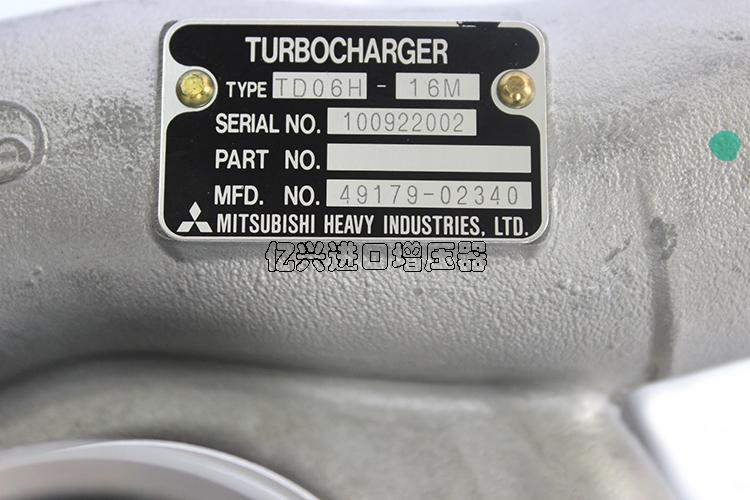 TURBOCHARGER
TYPE TD06H - 16M
SERIAL NO. 100922002
PART NO.
MFD. NO. 49179-02340
MITSUBISHI HEAVY INDUSTRIES, LTD.
亿兴进口增压器